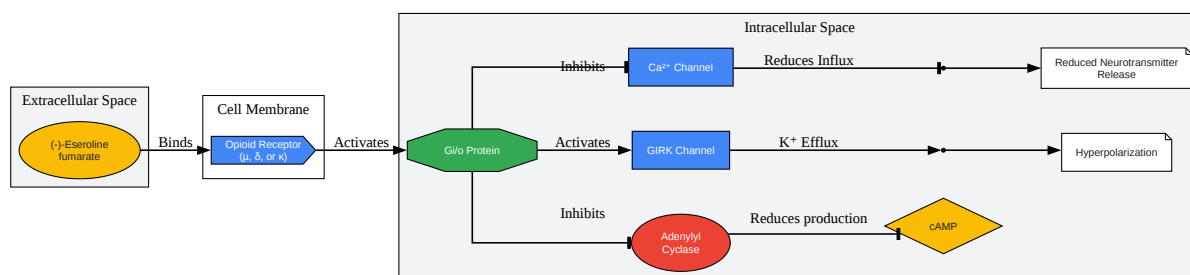 Intracellular Space
Extracellular Space
(-)-Eseroline
fumarate
Binds
Cell Membrane
Opioid Receptor
(μ, δ, or κ)
Activates
Gi/o Protein
Inhibits
Ca²⁺ Channel
Reduces Influx
Reduced Neurotransmitter
Release
Activates
GIRK Channel
K⁺ Efflux
Hyperpolarization
Inhibits
Adenylyl
Cyclase
Reduces production
cAMP